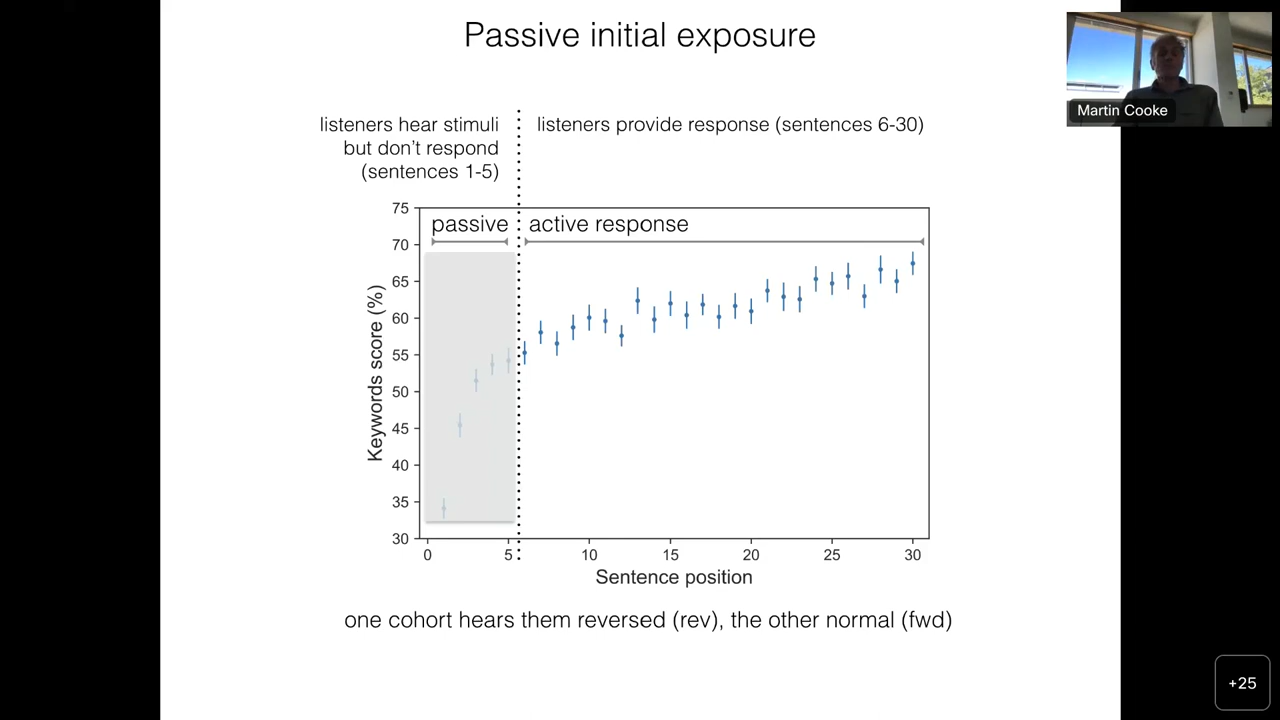 Passive initial exposure
Martin Cooke
listeners hear stimuli
but don't respond
(sentences 1-5)
listeners provide response (sentences 6-30)
passive
active response
75
70
65
60
55
50
45
40
35
30
Keywords score (%)
0 5 10 15 20 25 30
Sentence position
one cohort hears them reversed (rev), the other normal (fwd)
+25